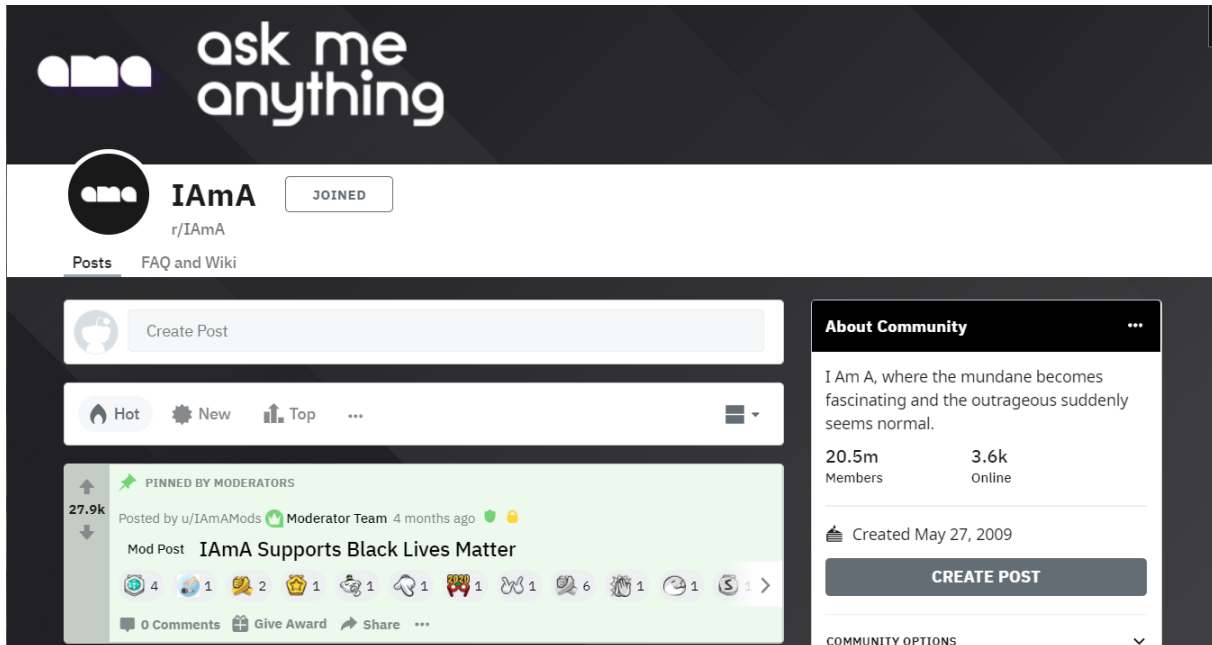 ama
ask me
anything
ama
IAmA
JOINED
r/IAmA
Posts
FAQ and Wiki
Create Post
Hot
New
Top
...
About Community
...
I Am A, where the mundane becomes
fascinating and the outrageous suddenly
seems normal.
20.5m
3.6k
Members
Online
Created May 27, 2009
CREATE POST
COMMUNITY OPTIONS
27.9k
PINNED BY MODERATORS
Posted by u/IAmAMods Moderator Team 4 months ago
Mod Post IAmA Supports Black Lives Matter
4 1 2 1 1 1 1 1 6 1 1 1
0 Comments Give Award Share ...